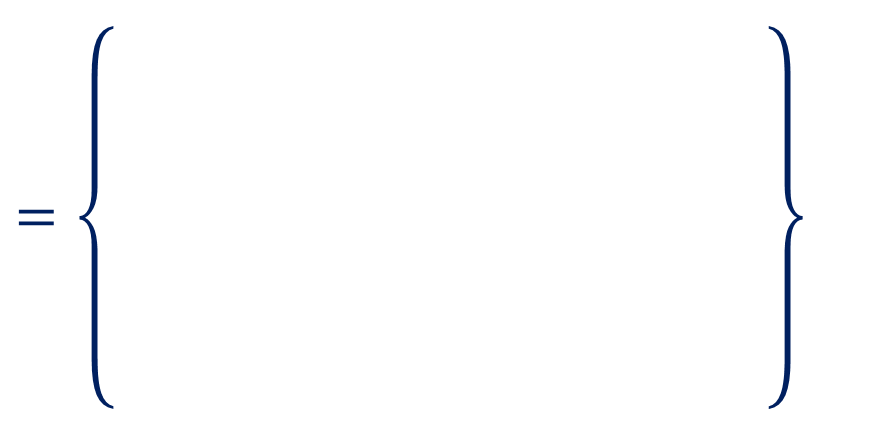 = { }